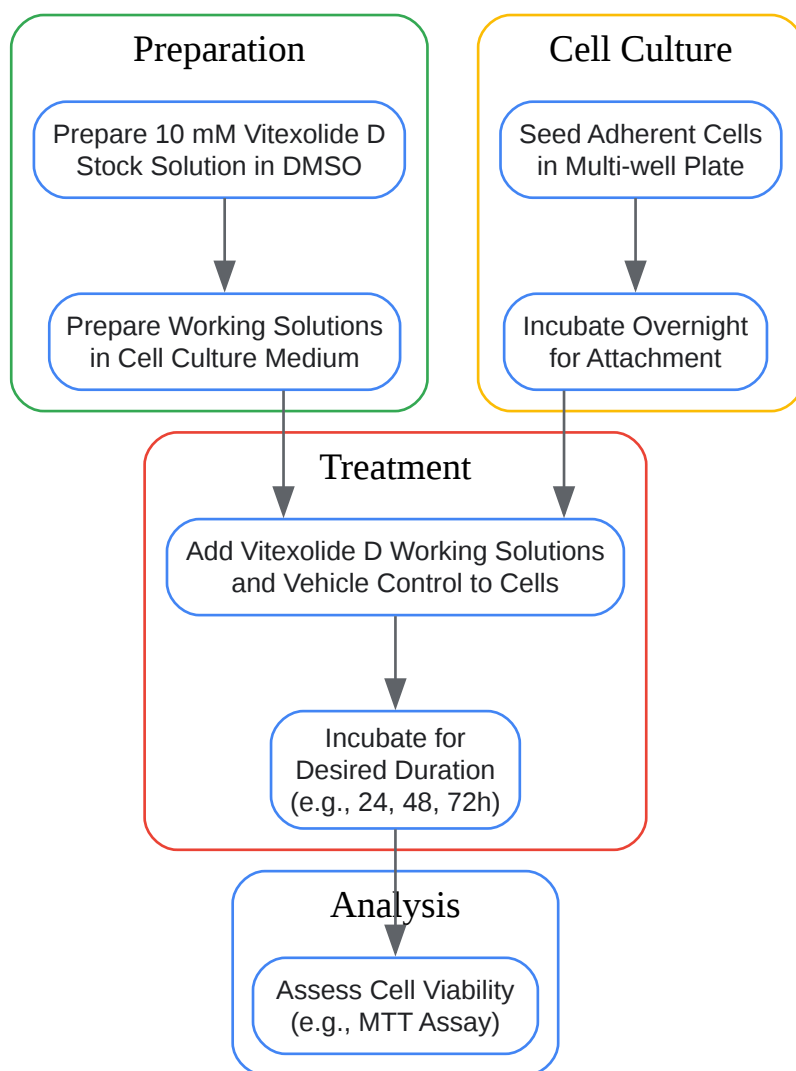 Preparation
Prepare 10 mM Vitexolide D
Stock Solution in DMSO
Prepare Working Solutions
in Cell Culture Medium
Cell Culture
Seed Adherent Cells
in Multi-well Plate
Incubate Overnight
for Attachment
Treatment
Add Vitexolide D Working Solutions
and Vehicle Control to Cells
Incubate for
Desired Duration
(e.g., 24, 48, 72h)
Analysis
Assess Cell Viability
(e.g., MTT Assay)